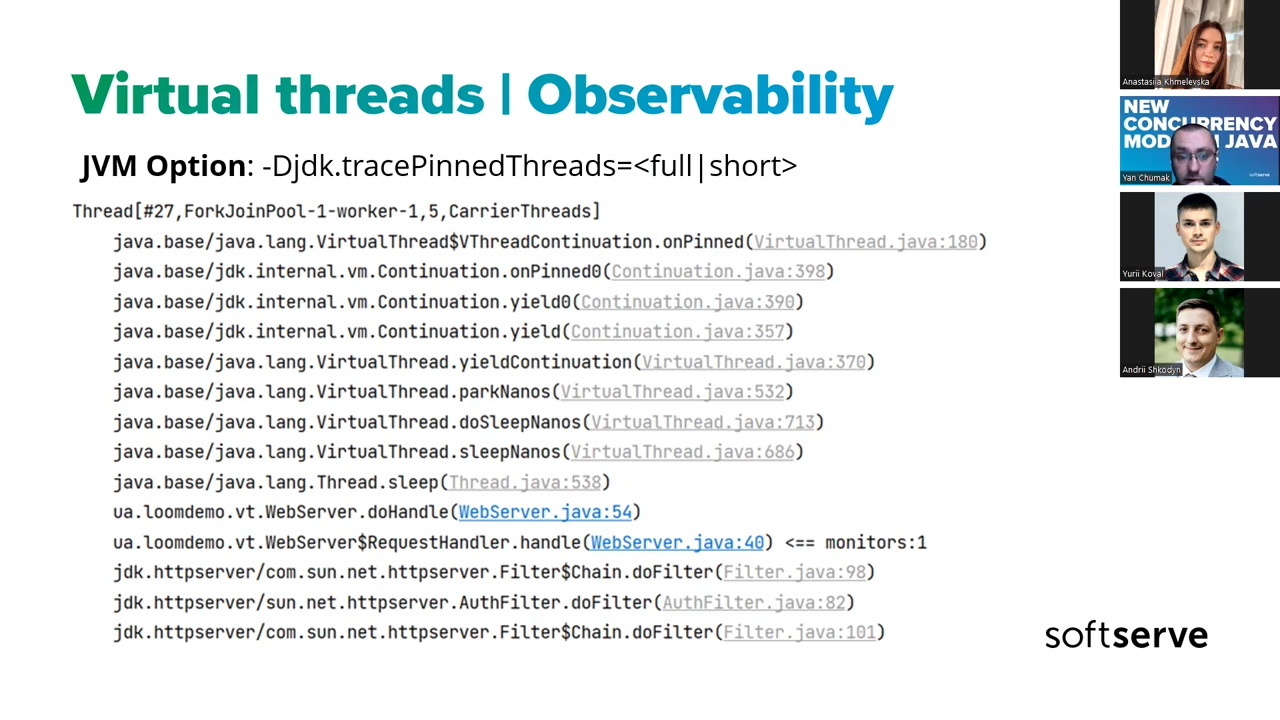 Virtual threads | Observability
JVM Option: -Djdk.tracePinnedThreads=<full|short>
Thread[#27,ForkJoinPool-1-worker-1,5,CarrierThreads]
java.base/java.lang.VirtualThread$VThreadContinuation.onPinned(VirtualThread.java:180)
java.base/jdk.internal.vm.Continuation.onPinned0(Continuation.java:398)
java.base/jdk.internal.vm.Continuation.yield0(Continuation.java:390)
java.base/jdk.internal.vm.Continuation.yield(Continuation.java:357)
java.base/java.lang.VirtualThread.yieldContinuation(VirtualThread.java:370)
java.base/java.lang.VirtualThread.parkNanos(VirtualThread.java:532)
java.base/java.lang.VirtualThread.doSleepNanos(VirtualThread.java:713)
java.base/java.lang.VirtualThread.sleepNanos(VirtualThread.java:686)
java.base/java.lang.Thread.sleep(Thread.java:538)
ua.loomdemo.vt.WebServer.doHandle(WebServer.java:54)
ua.loomdemo.vt.WebServer$RequestHandler.handle(WebServer.java:40) <== monitors:1
jdk.httpserver/com.sun.net.httpserver.Filter$Chain.doFilter(Filter.java:98)
jdk.httpserver/sun.net.httpserver.AuthFilter.doFilter(AuthFilter.java:82)
jdk.httpserver/com.sun.net.httpserver.Filter$Chain.doFilter(Filter.java:101)
softserve
Anastasiia Khmelevska
NEW
CONCURRENCY
MOD N JAVA
softserve
Yan Chumak
Yurii Koval
Andrii Shkodyn